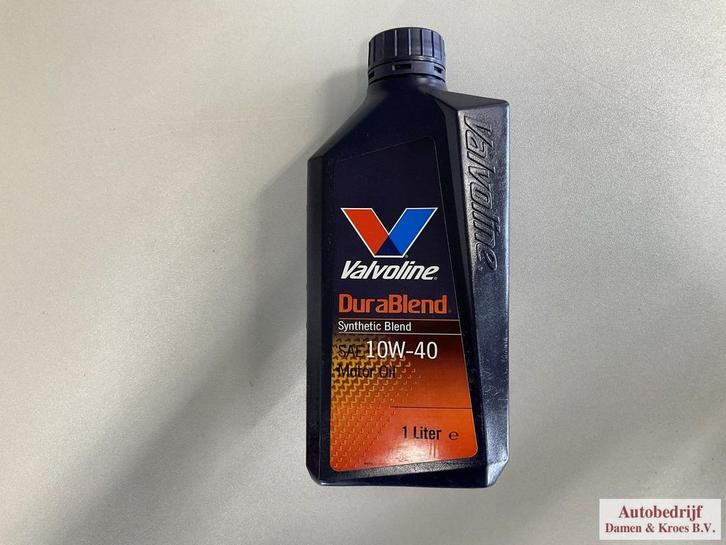 Valvoline
Valvoline
DuraBlend
Synthetic Blend
SAE 10W-40
Motor Oil
1 Liter e
Autobedrijf
Damen & Kroes B.V.